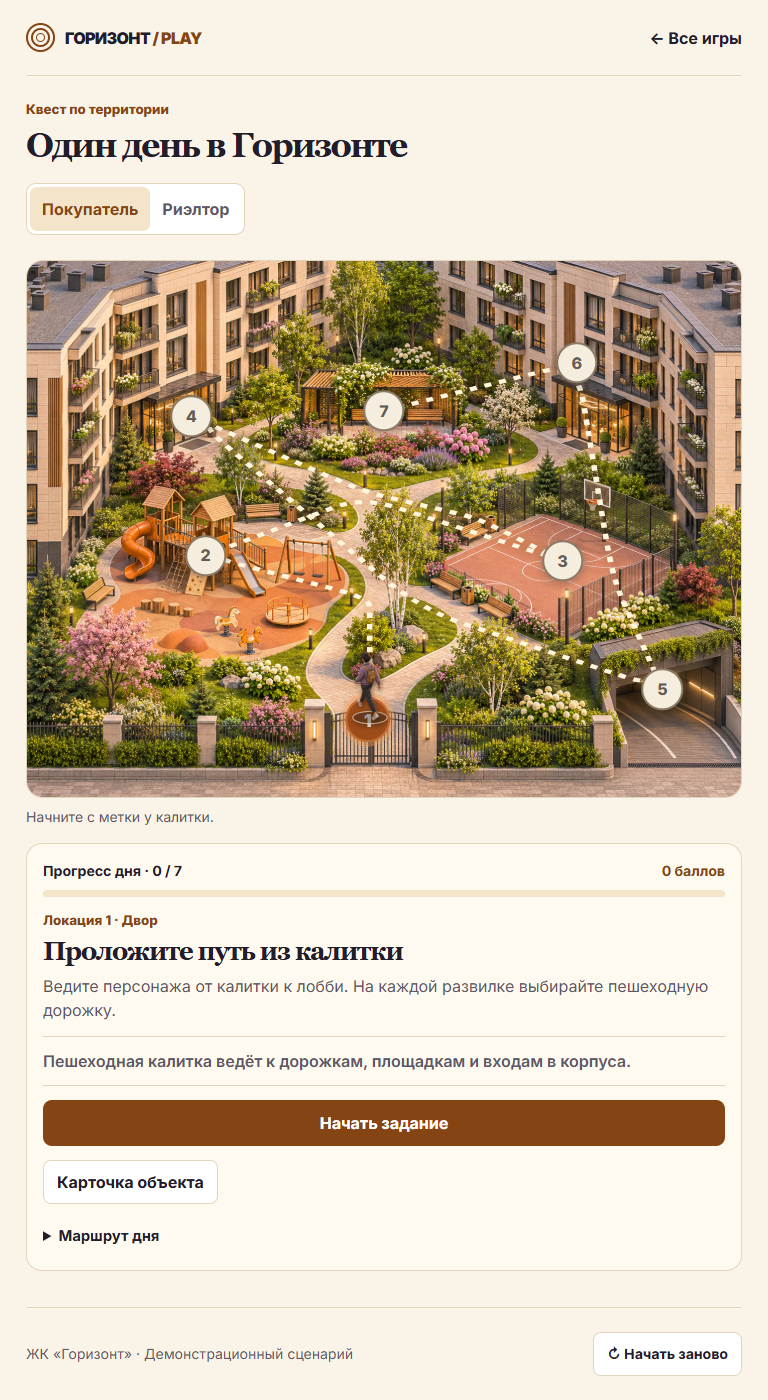 ГОРИЗОНТ / PLAY
← Все игры
Квест по территории
Один день в Горизонте
Покупатель
Риэлтор
6
4
7
2
3
5
1
Начните с метки у калитки.
Прогресс дня · 0 / 7
0 баллов
Локация 1 · Двор
Проложите путь из калитки
Ведите персонажа от калитки к лобби. На каждой развилке выбирайте пешеходную
дорожку.
Пешеходная калитка ведёт к дорожкам, площадкам и входам в корпуса.
Начать задание
Карточка объекта
▶ Маршрут дня
ЖК «Горизонт» · Демонстрационный сценарий
↻ Начать заново